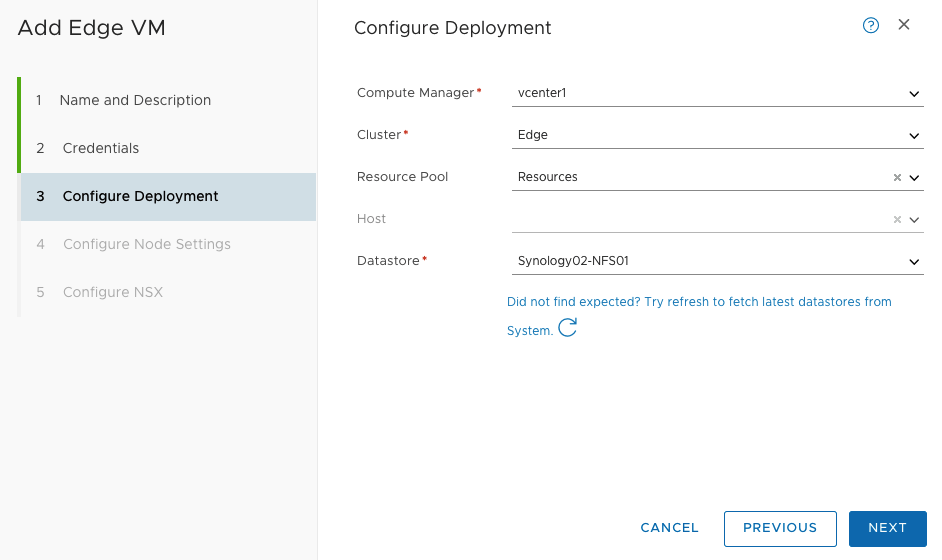 Add Edge VM
1 Name and Description
2 Credentials
3 Configure Deployment
4 Configure Node Settings
5 Configure NSX
Configure Deployment
Compute Manager* vcenter1
Cluster* Edge
Resource Pool Resources
Host
Datastore* Synology02-NFS01
Did not find expected? Try refresh to fetch latest datastores from
System.
CANCEL PREVIOUS NEXT